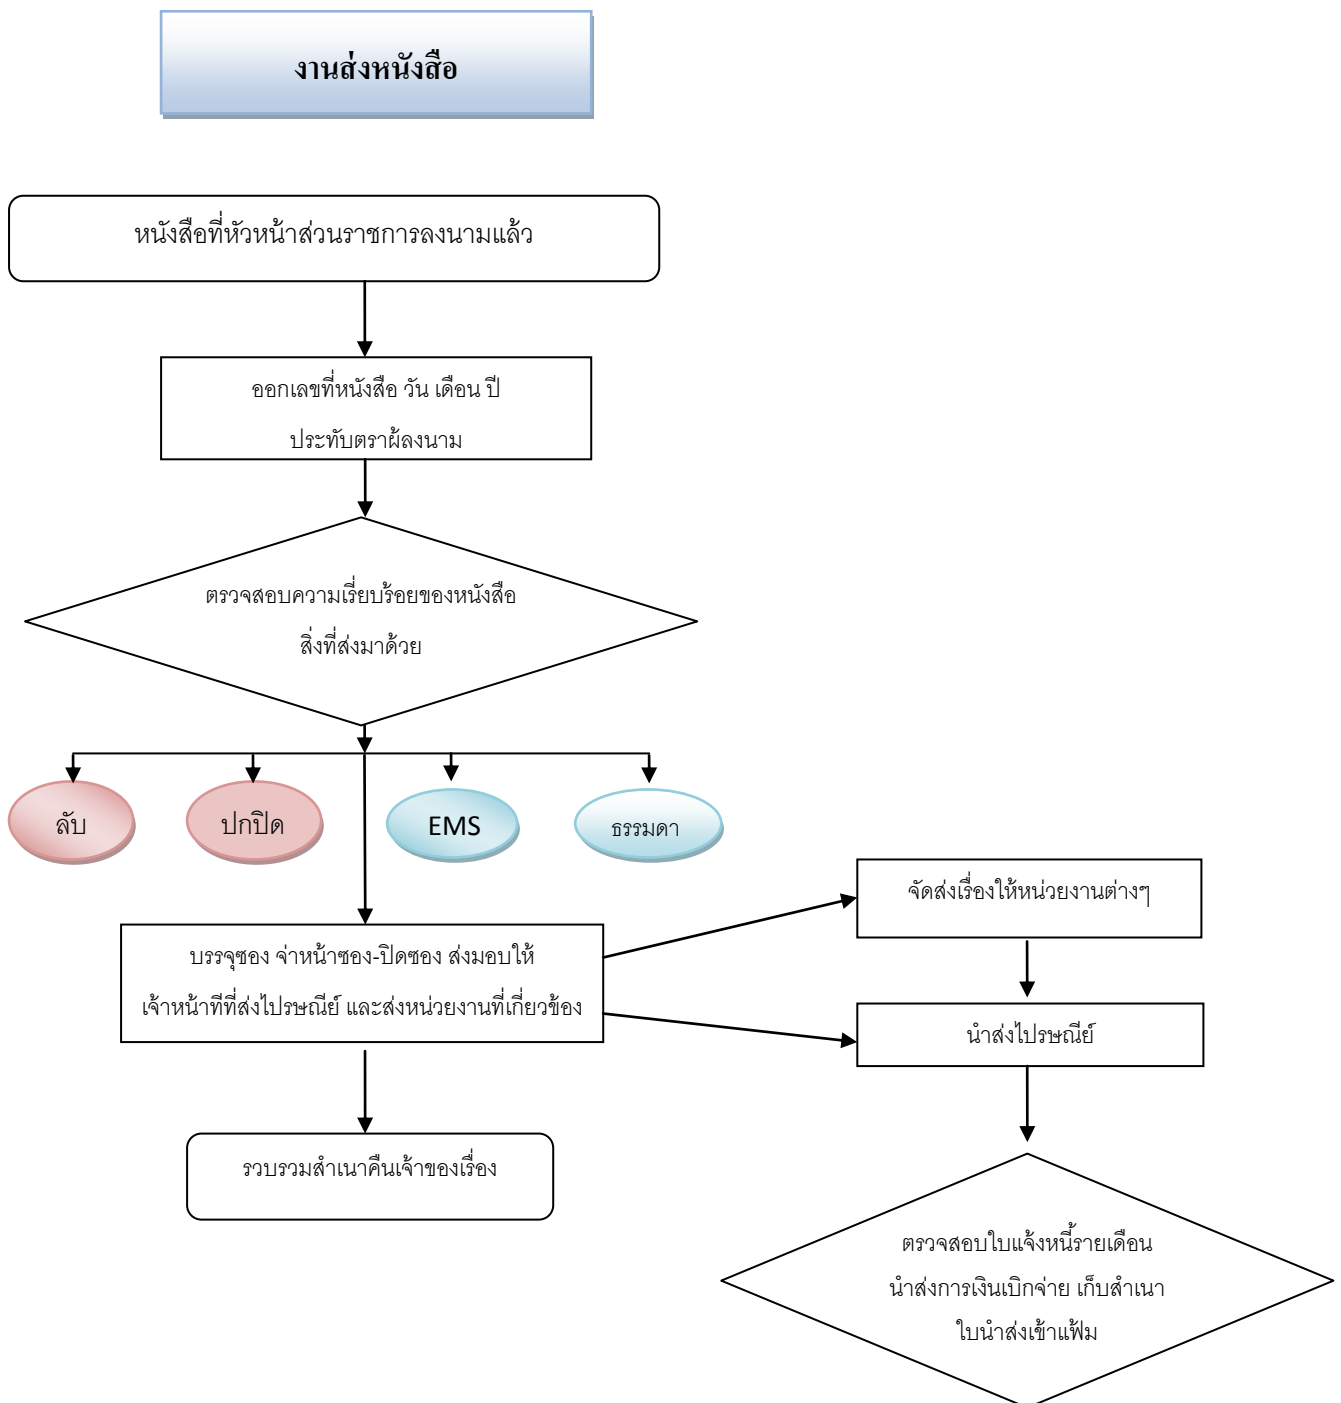 งานส่งหนังสือ
หนังสือที่หัวหน้าส่วนราชการลงนามแล้ว
ออกเลขที่หนังสือ วัน เดือน ปี
ประทับตราผ้ลงนาม
ตรวจสอบความเรี่ยบร้อยของหนังสือ
สิ่งที่ส่งมาด้วย
ลับ
ปกปิด
EMS
ธรรมดา
บรรจุซอง จ่าหน้าซอง-ปิดซอง ส่งมอบให้
เจ้าหน้าทีที่ส่งไปรษณีย์ และส่งหน่วยงานที่เกี่ยวข้อง
จัดส่งเรื่องให้หน่วยงานต่างๆ
นำส่งไปรษณีย์
รวบรวมสำเนาคืนเจ้าของเรื่อง
ตรวจสอบใบแจ้งหนี้รายเดือน
นำส่งการเงินเบิกจ่าย เก็บสำเนา
ใบนำส่งเข้าแฟ้ม